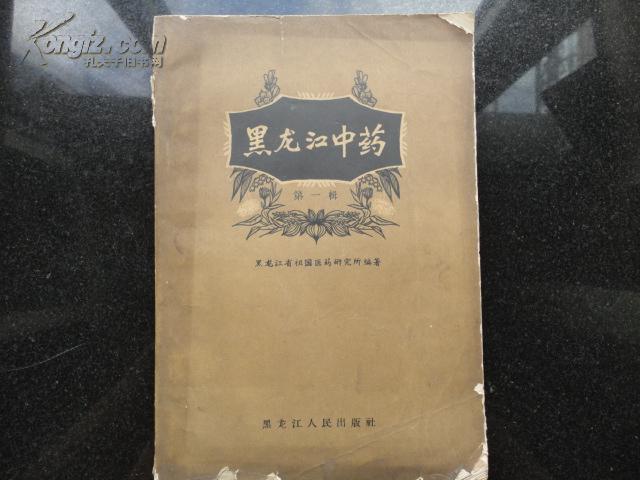 Kongfz.com
孔夫子旧书网
黑龙江中药
第一辑
黑龙江省祖国医药研究所编著
黑龙江人民出版社